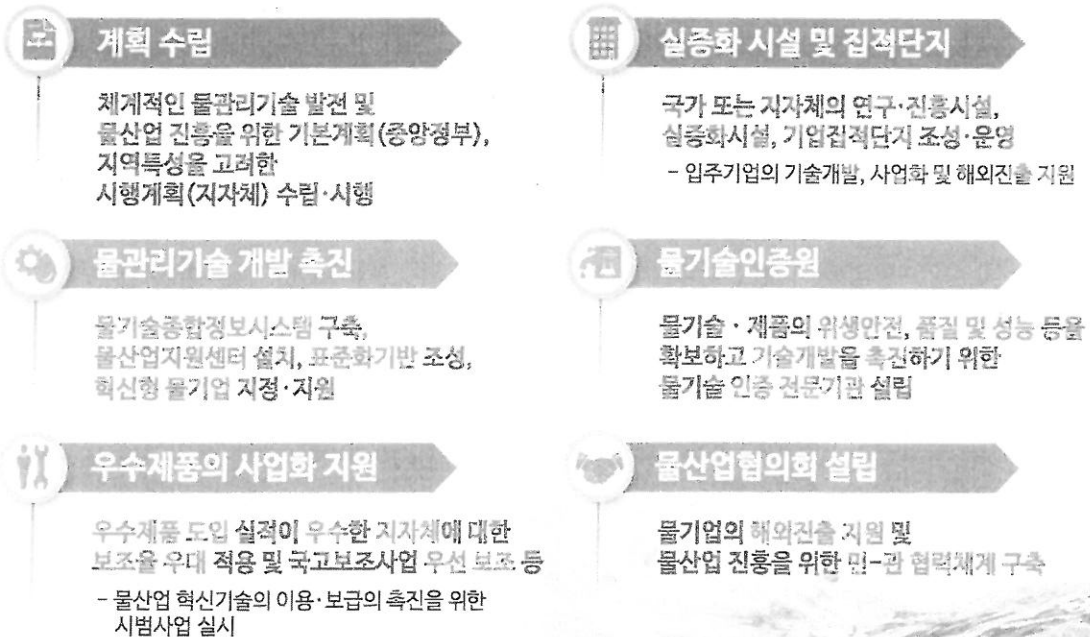 계획 수립
체계적인 물관리기술 발전 및
물산업 진흥을 위한 기본계획(중앙정부),
지역특성을 고려한
시행계획(지자체) 수립·시행
실증화 시설 및 집적단지
국가 또는 지자체의 연구·진흥시설,
실증화시설, 기업집적단지 조성·운영
- 입주기업의 기술개발, 사업화 및 해외진출 지원
물관리기술 개발 촉진
물기술종합정보시스템 구축,
물산업지원센터 설치, 표준화기반 조성,
혁신형 물기업 지정·지원
물기술인증원
물기술·제품의 위생안전, 품질 및 성능 등을
확보하고 기술개발을 촉진하기 위한
물기술 인증 전문기관 설립
우수제품의 사업화 지원
우수제품 도입 실적이 우수한 지자체에 대한
보조율 우대 적용 및 국고보조사업 우선 보조 등
- 물산업 혁신기술의 이용·보급의 촉진을 위한
시범사업 실시
물산업협의회 설립
물기업의 해외진출 지원 및
물산업 진흥을 위한 민-관 협력체계 구축